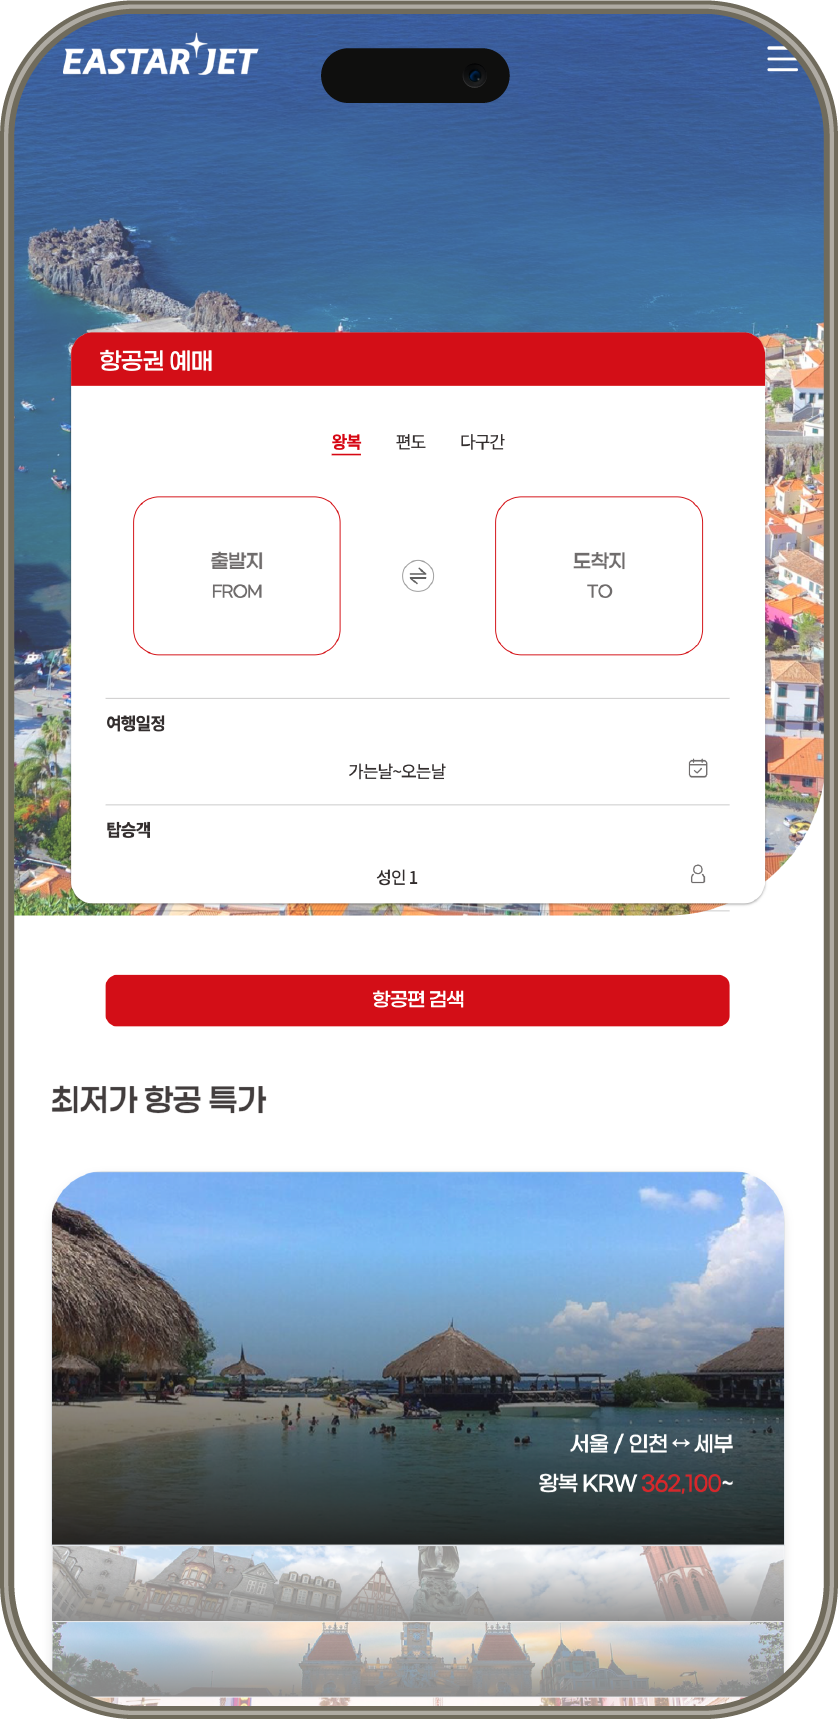 EASTAR JET
항공권 예매
왕복 편도 다구간
출발지
FROM
도착지
TO
여행일정
가는날~오는날
탑승객
성인 1
항공편 검색
최저가 항공 특가
서울 / 인천 ↔ 세부
왕복 KRW 362,100~